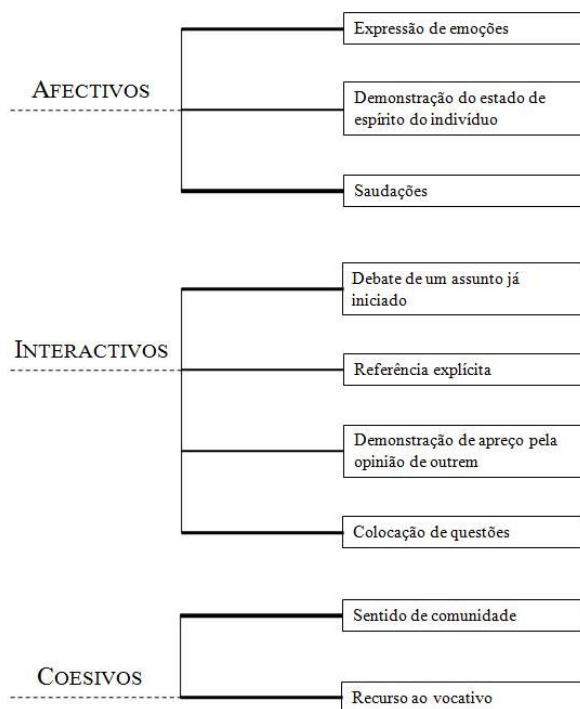 AFECTIVOS
Expressão de emoções
Demonstração do estado de
espírito do indivíduo
Saudações
INTERACTIVOS
Debate de um assunto já
iniciado
Referência explícita
Demonstração de apreço pela
opinião de outrem
Colocação de questões
COESIVOS
Sentido de comunidade
Recurso ao vocativo